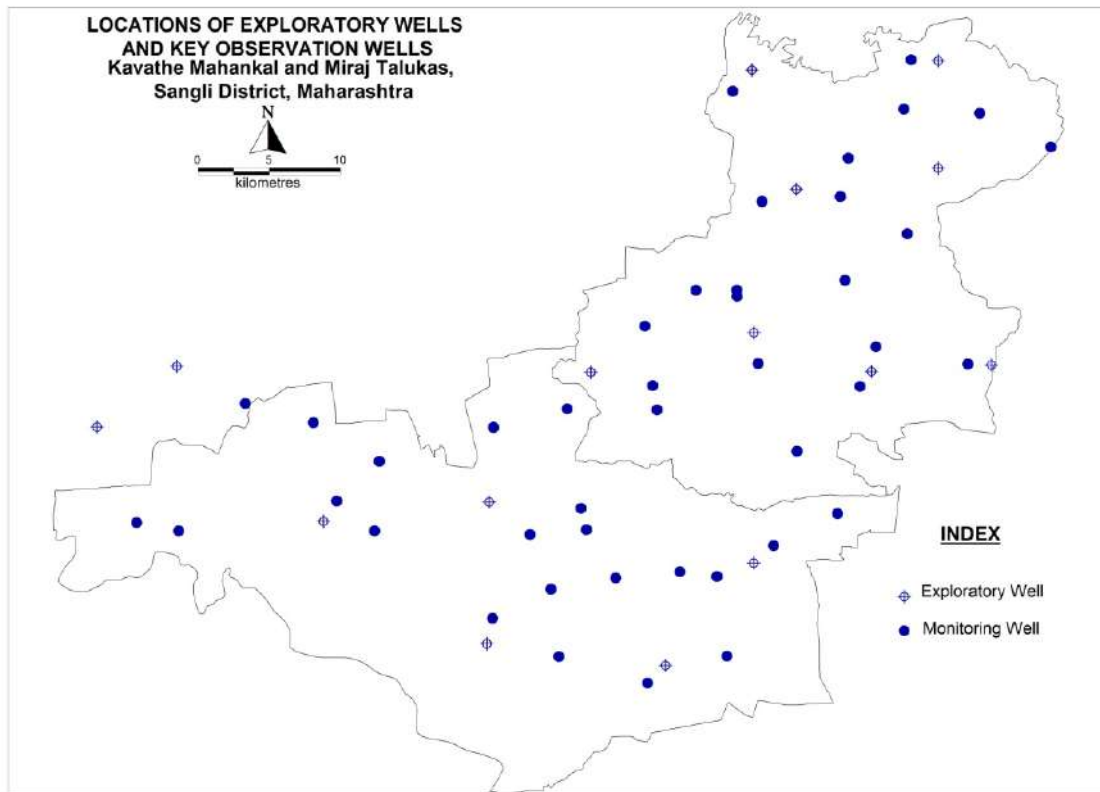 LOCATIONS OF EXPLORATORY WELLS
AND KEY OBSERVATION WELLS
Kavathe Mahankal and Miraj Talukas,
Sangli District, Maharashtra
N
0 5 10
kilometres
INDEX
Exploratory Well
Monitoring Well